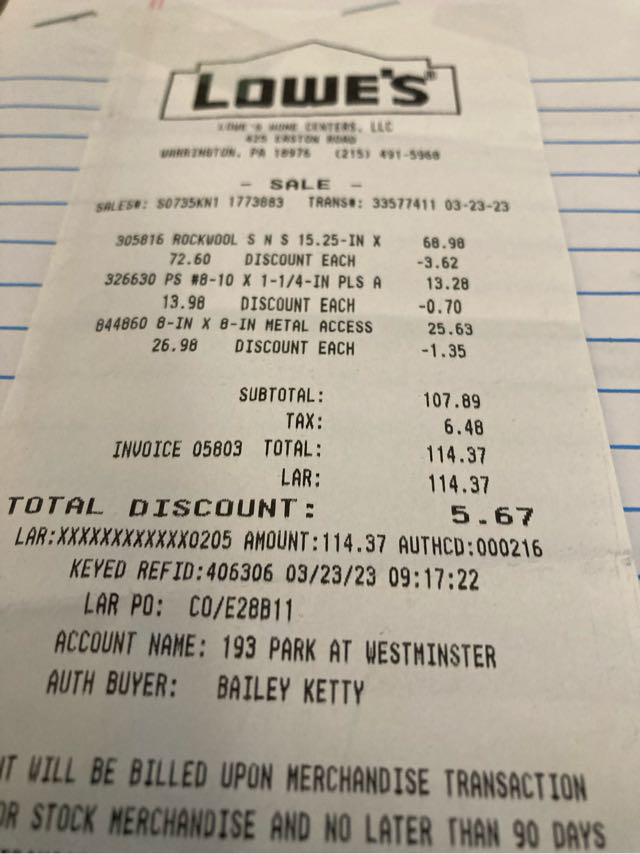 LOWE'S®
LOWE'S HOME CENTERS, LLC
425 EASTON ROAD
WARRINGTON, PA 18976 (215) 491-5968
- SALE -
SALES#: S0735KN1 1773883 TRANS#: 33577411 03-23-23
305816 ROCKWOOL S N S 15.25-IN X 68.98
72.60 DISCOUNT EACH -3.62
326630 PS #8-10 X 1-1/4-IN PLS A 13.28
13.98 DISCOUNT EACH -0.70
844860 8-IN X 8-IN METAL ACCESS 25.63
26.98 DISCOUNT EACH -1.35
SUBTOTAL: 107.89
TAX: 6.48
INVOICE 05803 TOTAL: 114.37
LAR: 114.37
TOTAL DISCOUNT: 5.67
LAR:XXXXXXXXXXXX0205 AMOUNT:114.37 AUTHCD:000216
KEYED REFID:406306 03/23/23 09:17:22
LAR PO: CO/E28B11
ACCOUNT NAME: 193 PARK AT WESTMINSTER
AUTH BUYER: BAILEY KETTY
WILL BE BILLED UPON MERCHANDISE TRANSACTION
OR STOCK MERCHANDISE AND NO LATER THAN 90 DAYS